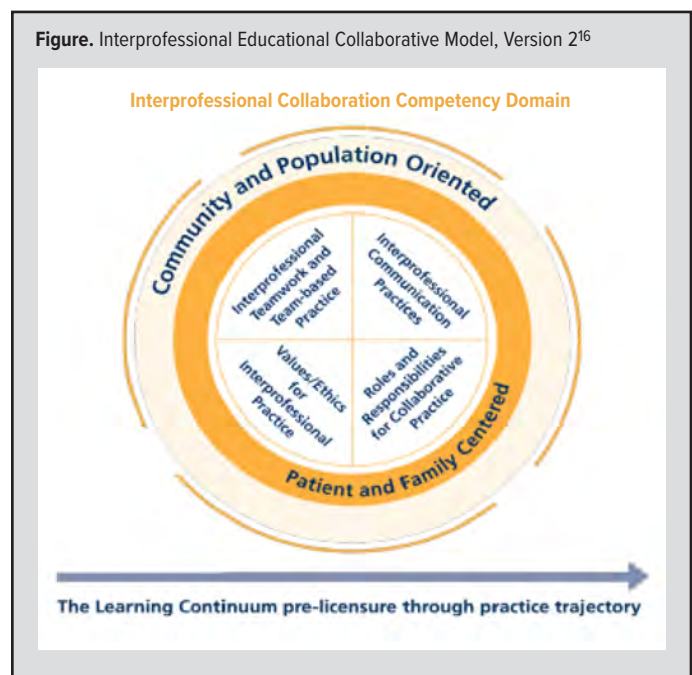 Figure. Interprofessional Educational Collaborative Model, Version 2¹⁶
Interprofessional Collaboration Competency Domain
Community and Population Oriented
Interprofessional
Teamwork and
Team-based
Practice
Interprofessional
Communication
Practices
Values/Ethics
for
Interprofessional
Practice
Roles and
Responsibilities
for Collaborative
Practice
Patient and Family Centered
The Learning Continuum pre-licensure through practice trajectory